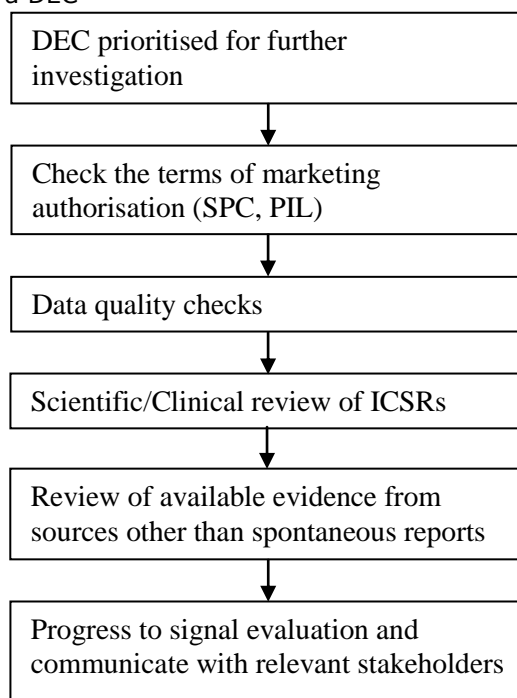 a DEC
DEC prioritised for further
investigation
Check the terms of marketing
authorisation (SPC, PIL)
Data quality checks
Scientific/Clinical review of ICSRs
Review of available evidence from
sources other than spontaneous reports
Progress to signal evaluation and
communicate with relevant stakeholders